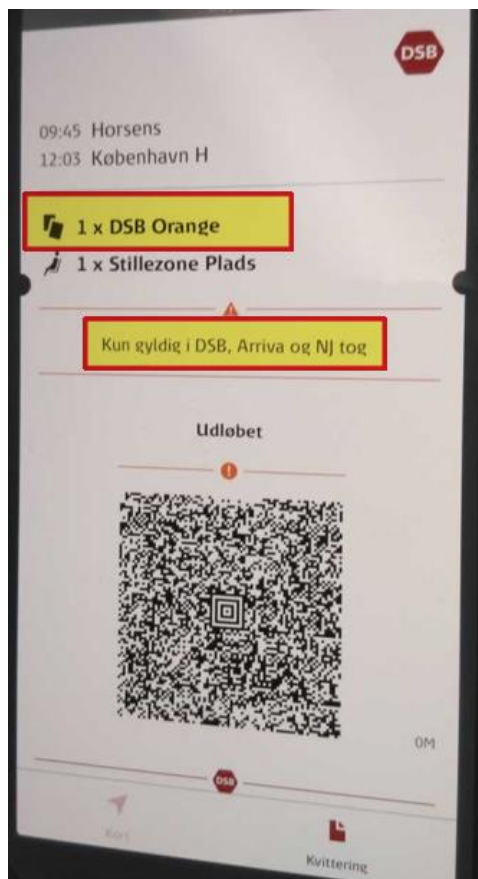 DSB
09:45 Horsens
12:03 København H
1 x DSB Orange
1 x Stillezone Plads
Kun gyldig i DSB, Arriva og NJ tog
Udløbet
0M
DSB
Kort
Kvittering